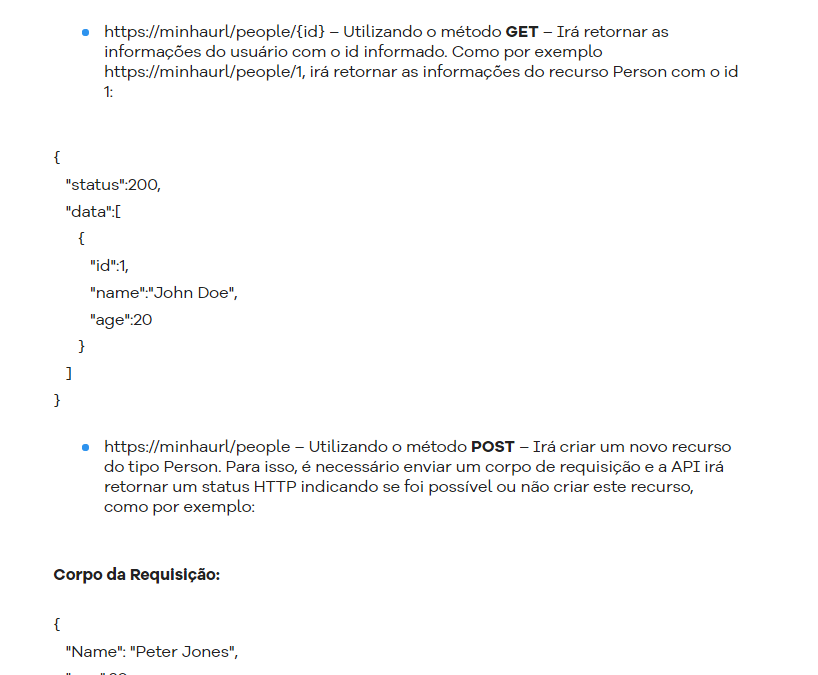 https://minhaurl/people/{id} – Utilizando o método GET – Irá retornar as
informações do usuário com o id informado. Como por exemplo
https://minhaurl/people/1, irá retornar as informações do recurso Person com o id
1:
{
"status":200,
"data":[
{
"id":1,
"name":"John Doe",
"age":20
}
]
}
https://minhaurl/people – Utilizando o método POST – Irá criar um novo recurso
do tipo Person. Para isso, é necessário enviar um corpo de requisição e a API irá
retornar um status HTTP indicando se foi possível ou não criar este recurso,
como por exemplo:
Corpo da Requisição:
{
"Name": "Peter Jones",